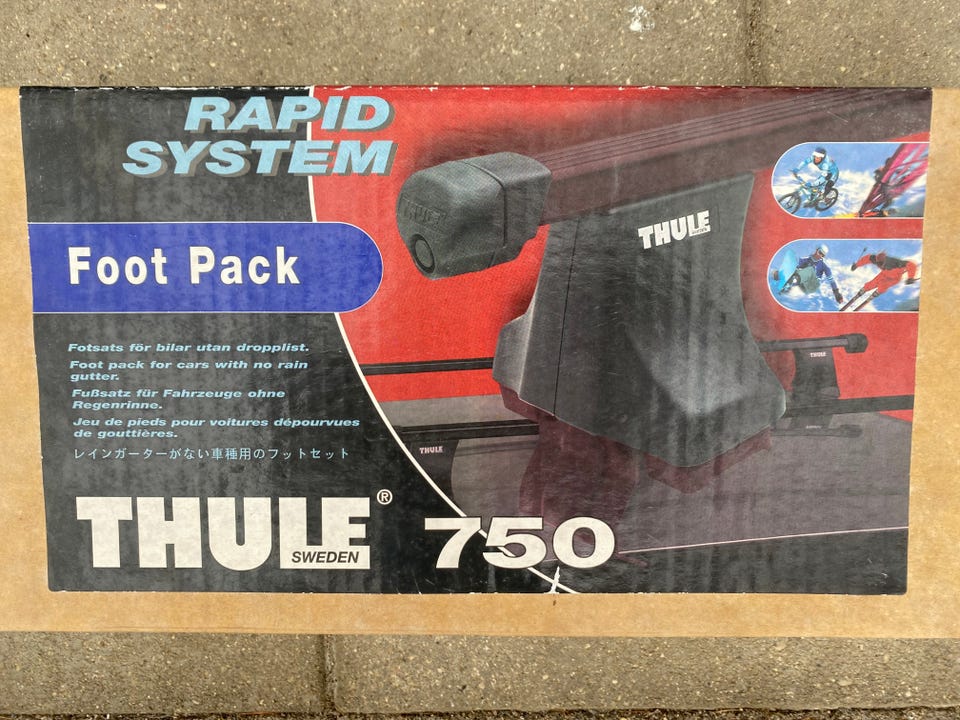 RAPID
SYSTEM
THULE
THULE
Foot Pack
Fotsats för bilar utan dropplist.
Foot pack for cars with no rain
gutter.
Fußsatz für Fahrzeuge ohne
Regenrinne.
Jeu de pieds pour voitures dépourvues
de gouttières.
レインガーターがない車種用のフットセット
THULE
THULE
THULE®
SWEDEN
750